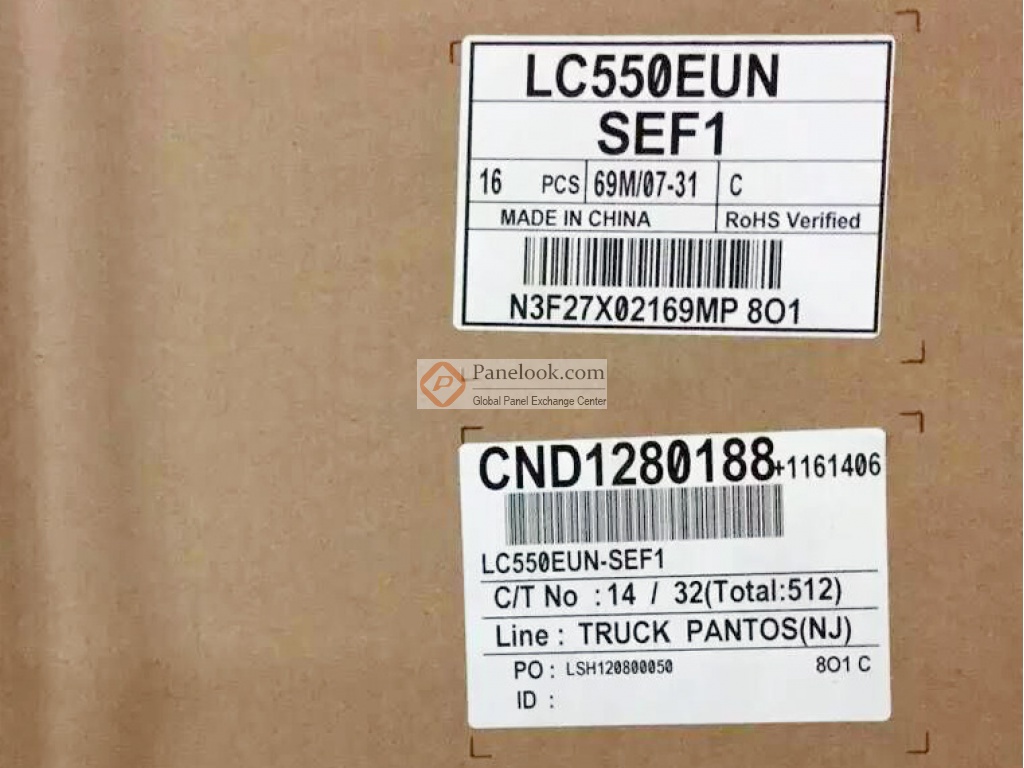 LC550EUN
SEF1
16 PCS 69M/07-31 C
MADE IN CHINA RoHS Verified
N3F27X02169MP 8O1
Panelook.com
Global Panel Exchange Center
CND1280188+1161406
LC550EUN-SEF1
C/T No : 14 / 32(Total:512)
Line : TRUCK PANTOS(NJ)
PO : LSH120800050 8O1 C
ID :